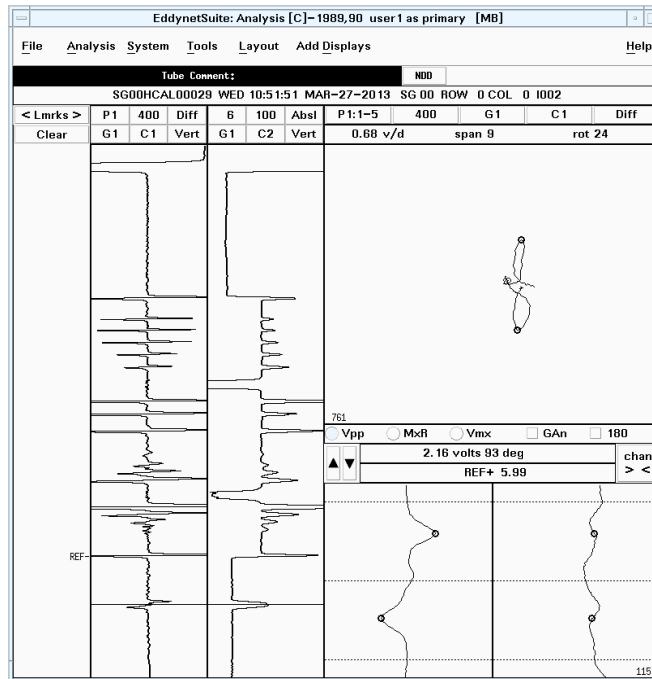 EddynetSuite: Analysis [C]-1989,90 user1 as primary [MB]
File Analysis System Tools Layout Add Displays Help
Tube Comment: NDD
SG00HCAL00029 WED 10:51:51 MAR-27-2013 SG 00 ROW 0 COL 0 I002
< Lmrks > P1 400 Diff 6 100 Absl P1:1-5 400 G1 C1 Diff
Clear G1 C1 Vert G1 C2 Vert 0.68 v/d span 9 rot 24
761
Vpp MxR Vmx GAn 180
2.16 volts 93 deg chan
REF+ 5.99 > <
REF-
115